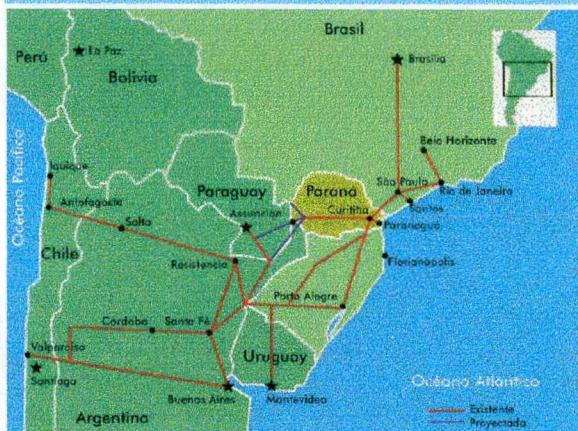 Brasil
Perú
La Paz
Bolivia
Brasilia
Belo Horizonte
Iquique
Paraguay
Paraná
São Paulo
Rio de Janeiro
Antofagasta
Asunción
Curitiba
Santos
Océano Pacífico
Salta
Paranaguá
Chile
Resistencia
Florianópolis
Porto Alegre
Cordoba
Santa Fé
Valparaíso
Uruguay
Santiago
Océano Atlántico
Buenos Aires
Montevideo
Existente
Argentina
Proyectada